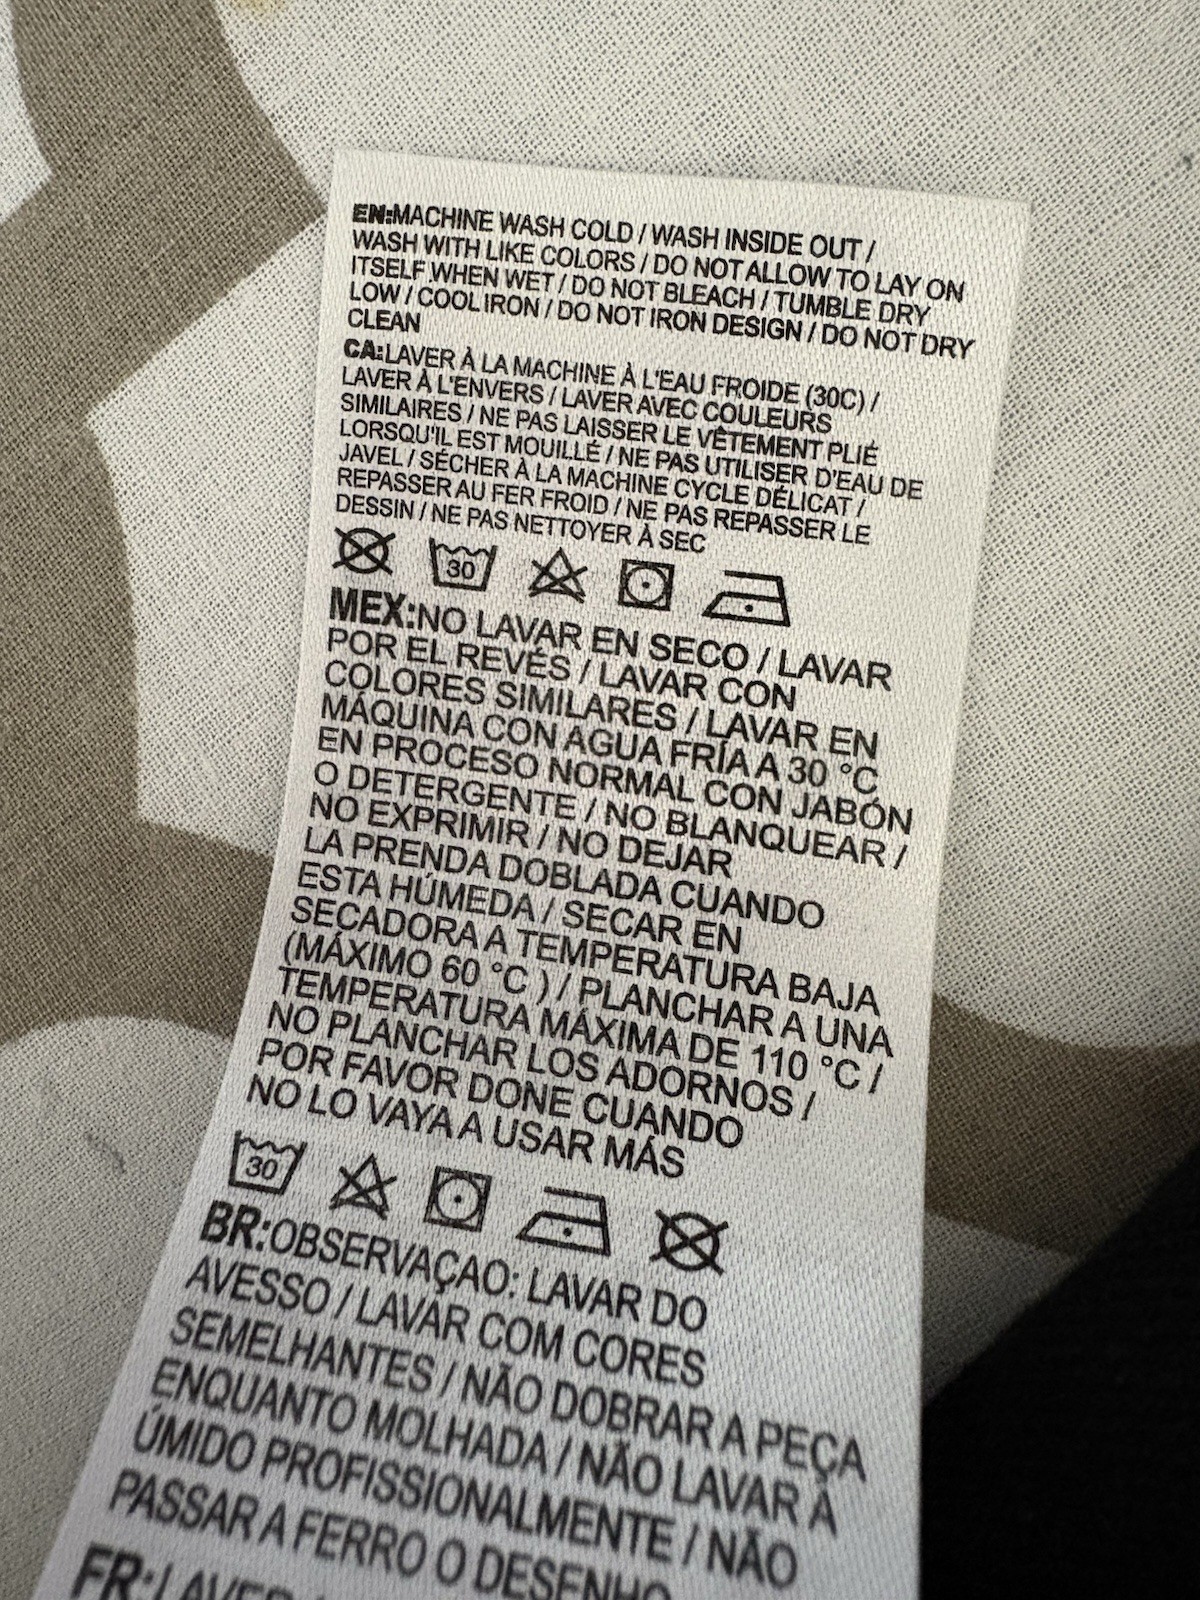 EN:MACHINE WASH COLD / WASH INSIDE OUT /
WASH WITH LIKE COLORS / DO NOT ALLOW TO LAY ON
ITSELF WHEN WET / DO NOT BLEACH / TUMBLE DRY
LOW / COOL IRON / DO NOT IRON DESIGN / DO NOT DRY
CLEAN
CA:LAVER À LA MACHINE À L'EAU FROIDE (30C) /
LAVER À L'ENVERS / LAVER AVEC COULEURS
SIMILAIRES / NE PAS LAISSER LE VÊTEMENT PLIÉ
LORSQU'IL EST MOUILLÉ / NE PAS UTILISER D'EAU DE
JAVEL / SÉCHER À LA MACHINE CYCLE DÉLICAT /
REPASSER AU FER FROID / NE PAS REPASSER LE
DESSIN / NE PAS NETTOYER À SEC
30
MEX:NO LAVAR EN SECO / LAVAR
POR EL REVÉS / LAVAR CON
COLORES SIMILARES / LAVAR EN
MÁQUINA CON AGUA FRÍA A 30 °C
EN PROCESO NORMAL CON JABÓN
O DETERGENTE / NO BLANQUEAR /
NO EXPRIMIR / NO DEJAR
LA PRENDA DOBLADA CUANDO
ESTA HÚMEDA / SECAR EN
SECADORA A TEMPERATURA BAJA
(MÁXIMO 60 °C ) / PLANCHAR A UNA
TEMPERATURA MÁXIMA DE 110 °C /
NO PLANCHAR LOS ADORNOS /
POR FAVOR DONE CUANDO
NO LO VAYA A USAR MÁS
30
BR:OBSERVAÇAO: LAVAR DO
AVESSO / LAVAR COM CORES
SEMELHANTES / NÃO DOBRAR A PEÇA
ENQUANTO MOLHADA / NÃO LAVAR À
ÚMIDO PROFISSIONALMENTE / NÃO
PASSAR A FERRO O DESENHO
FR:LAVER